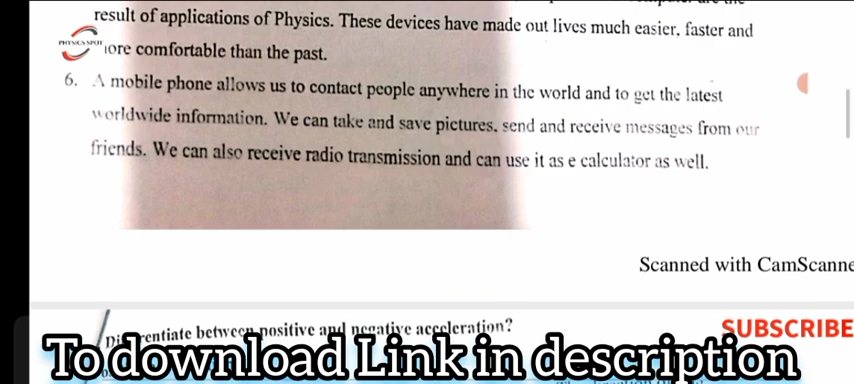 result of applications of Physics. These devices have made out lives much easier, faster and
PHYSICS SPOT
ore comfortable than the past.
6. A mobile phone allows us to contact people anywhere in the world and to get the latest
worldwide information. We can take and save pictures, send and receive messages from our
friends. We can also receive radio transmission and can use it as e calculator as well.
Scanned with CamScanne
entiate between positive and negative acceleration?
SUBSCRIBE
To download Link in description